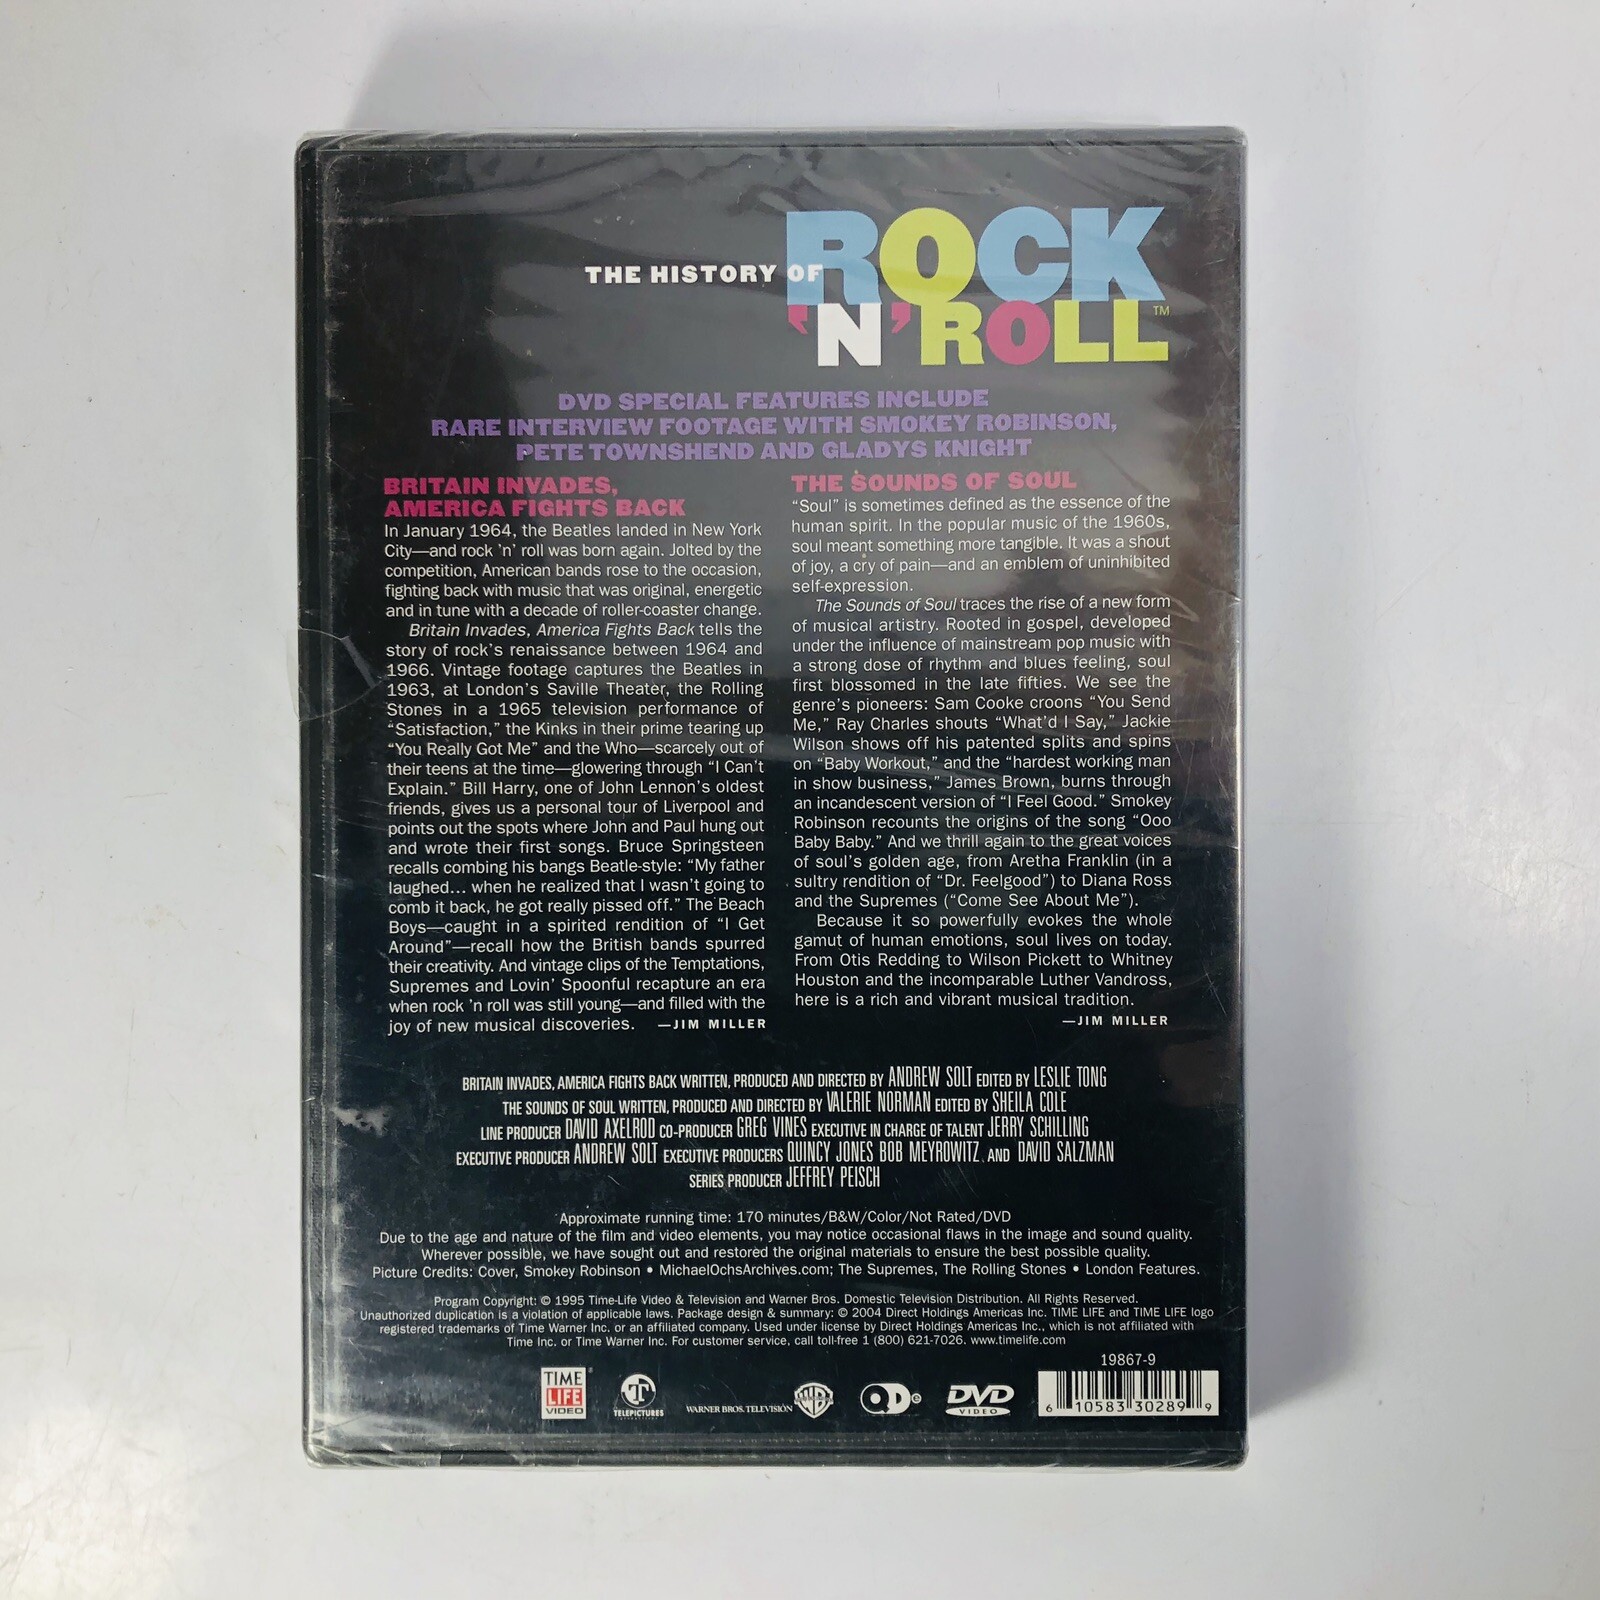 THE HISTORY OF ROCK
'N' ROLL™
DVD SPECIAL FEATURES INCLUDE
RARE INTERVIEW FOOTAGE WITH SMOKEY ROBINSON,
PETE TOWNSHEND AND GLADYS KNIGHT
BRITAIN INVADES,
AMERICA FIGHTS BACK
In January 1964, the Beatles landed in New York
City—and rock 'n' roll was born again. Jolted by the
competition, American bands rose to the occasion,
fighting back with music that was original, energetic
and in tune with a decade of roller-coaster change.
Britain Invades, America Fights Back tells the
story of rock's renaissance between 1964 and
1966. Vintage footage captures the Beatles in
1963, at London's Saville Theater, the Rolling
Stones in a 1965 television performance of
"Satisfaction," the Kinks in their prime tearing up
"You Really Got Me" and the Who—scarcely out of
their teens at the time—glowering through "I Can't
Explain." Bill Harry, one of John Lennon's oldest
friends, gives us a personal tour of Liverpool and
points out the spots where John and Paul hung out
and wrote their first songs. Bruce Springsteen
recalls combing his bangs Beatle-style: "My father
laughed... when he realized that I wasn't going to
comb it back, he got really pissed off." The Beach
Boys—caught in a spirited rendition of "I Get
Around"—recall how the British bands spurred
their creativity. And vintage clips of the Temptations,
Supremes and Lovin' Spoonful recapture an era
when rock 'n roll was still young—and filled with the
joy of new musical discoveries. —JIM MILLER
THE SOUNDS OF SOUL
"Soul" is sometimes defined as the essence of the
human spirit. In the popular music of the 1960s,
soul meant something more tangible. It was a shout
of joy, a cry of pain—and an emblem of uninhibited
self-expression.
The Sounds of Soul traces the rise of a new form
of musical artistry. Rooted in gospel, developed
under the influence of mainstream pop music with
a strong dose of rhythm and blues feeling, soul
first blossomed in the late fifties. We see the
genre's pioneers: Sam Cooke croons "You Send
Me," Ray Charles shouts "What'd I Say," Jackie
Wilson shows off his patented splits and spins
on "Baby Workout," and the "hardest working man
in show business," James Brown, burns through
an incandescent version of "I Feel Good." Smokey
Robinson recounts the origins of the song "Ooo
Baby Baby." And we thrill again to the great voices
of soul's golden age, from Aretha Franklin (in a
sultry rendition of "Dr. Feelgood") to Diana Ross
and the Supremes ("Come See About Me").
Because it so powerfully evokes the whole
gamut of human emotions, soul lives on today.
From Otis Redding to Wilson Pickett to Whitney
Houston and the incomparable Luther Vandross,
here is a rich and vibrant musical tradition.
—JIM MILLER
BRITAIN INVADES, AMERICA FIGHTS BACK WRITTEN, PRODUCED AND DIRECTED BY ANDREW SOLT EDITED BY LESLIE TONG
THE SOUNDS OF SOUL WRITTEN, PRODUCED AND DIRECTED BY VALERIE NORMAN EDITED BY SHEILA COLE
LINE PRODUCER DAVID AXELROD CO-PRODUCER GREG VINES EXECUTIVE IN CHARGE OF TALENT JERRY SCHILLING
EXECUTIVE PRODUCER ANDREW SOLT EXECUTIVE PRODUCERS QUINCY JONES BOB MEYROWITZ, AND DAVID SALZMAN
SERIES PRODUCER JEFFREY PEISCH
Approximate running time: 170 minutes/B&W/Color/Not Rated/DVD
Due to the age and nature of the film and video elements, you may notice occasional flaws in the image and sound quality.
Wherever possible, we have sought out and restored the original materials to ensure the best possible quality.
Picture Credits: Cover, Smokey Robinson • MichaelOchsArchives.com; The Supremes, The Rolling Stones • London Features.
Program Copyright: © 1995 Time-Life Video & Television and Warner Bros. Domestic Television Distribution. All Rights Reserved.
Unauthorized duplication is a violation of applicable laws. Package design & summary: © 2004 Direct Holdings Americas Inc. TIME LIFE and TIME LIFE logo
registered trademarks of Time Warner Inc. or an affiliated company. Used under license by Direct Holdings Americas Inc., which is not affiliated with
Time Inc. or Time Warner Inc. For customer service, call toll-free 1 (800) 621-7026. www.timelife.com
19867-9
TIME LIFE VIDEO ®
TELEPICTURES
WARNER BROS. TELEVISION WB
QDe
DVD VIDEO
6 10583 30289 9